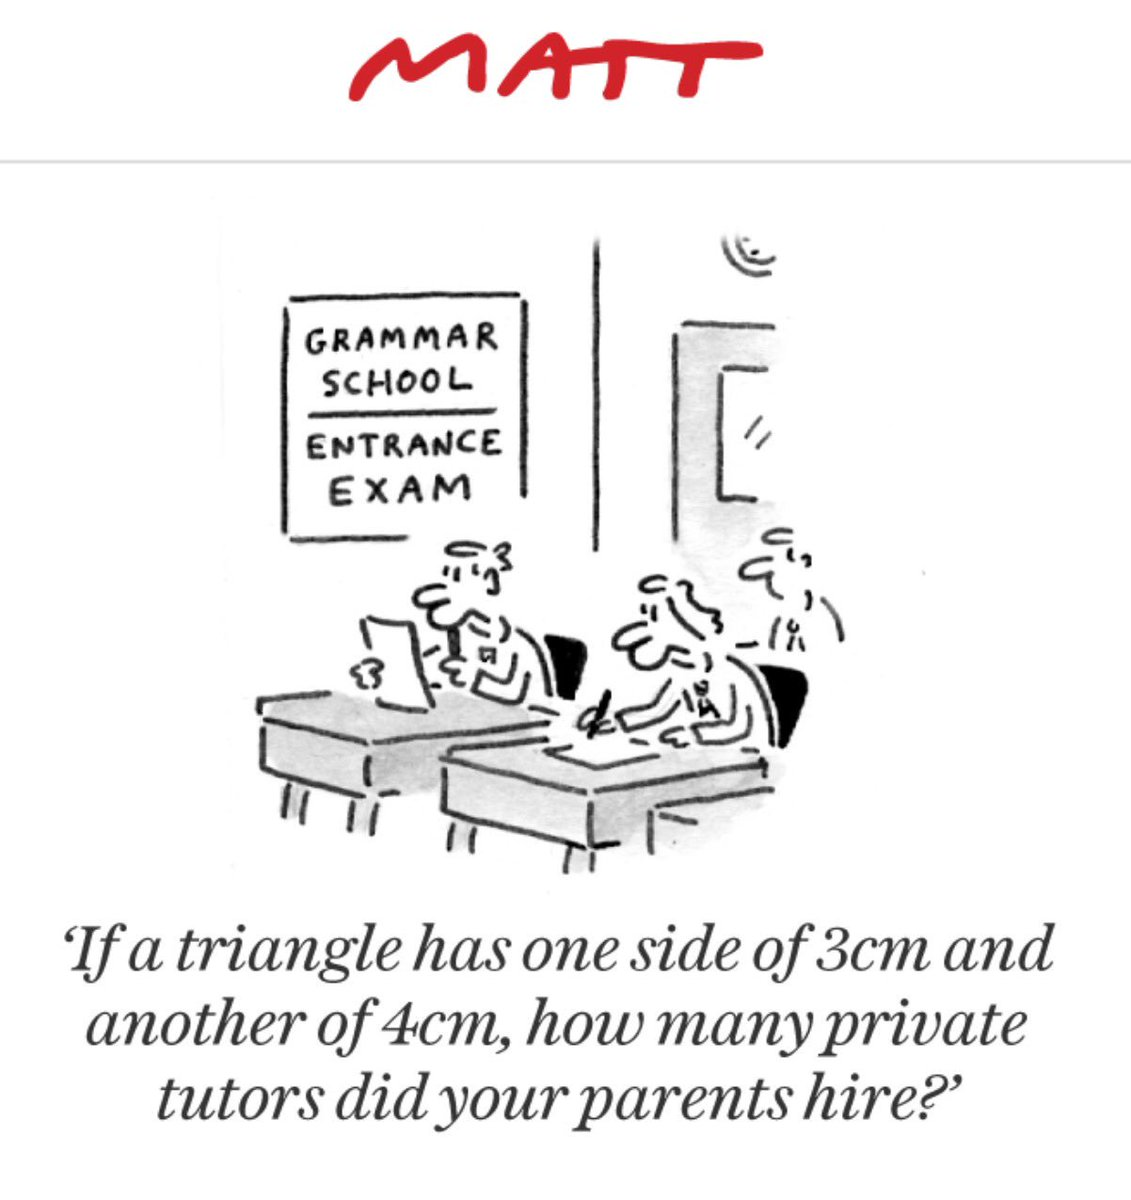 MATT
GRAMMAR
SCHOOL
ENTRANCE
EXAM
‘If a triangle has one side of 3cm and
another of 4cm, how many private
tutors did your parents hire?’